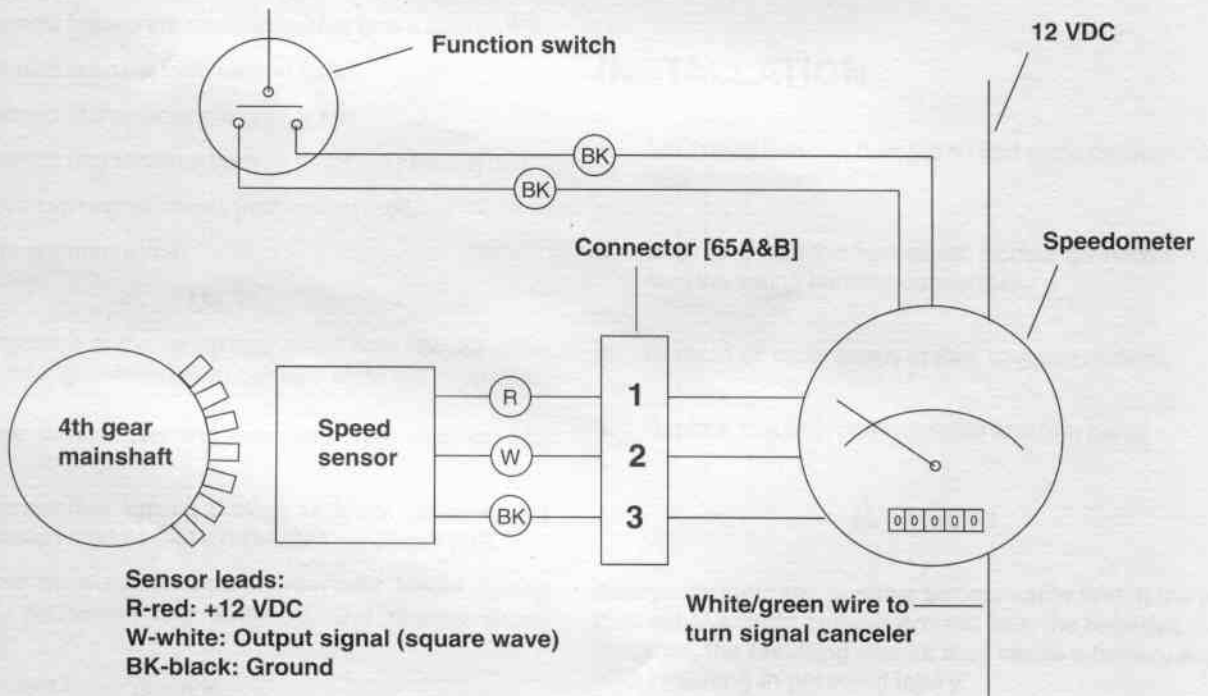 Function switch
12 VDC
BK
BK
Connector [65A&B]
Speedometer
4th gear
mainshaft
Speed
sensor
R
W
BK
1
2
3
0 0 0 0 0
Sensor leads:
R-red: +12 VDC
W-white: Output signal (square wave)
BK-black: Ground
White/green wire to
turn signal canceler